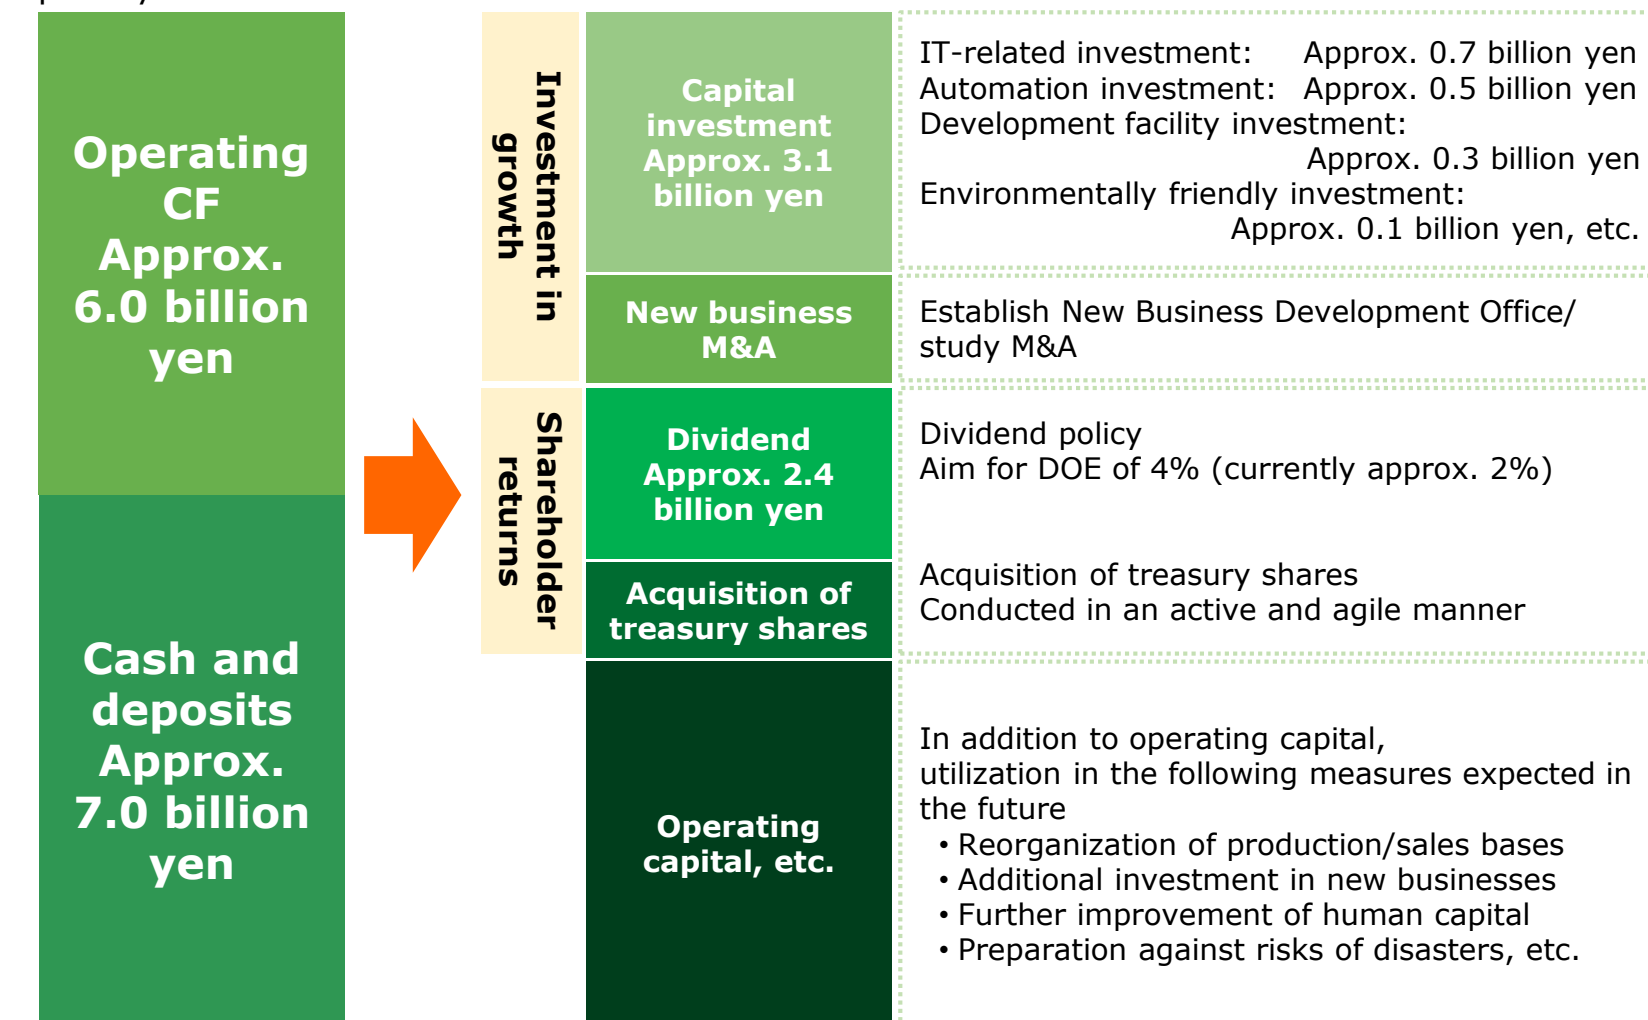 Operating
CF
Approx.
6.0 billion
yen
Cash and
deposits
Approx.
7.0 billion
yen
Investment in
growth
Capital
investment
Approx. 3.1
billion yen
IT-related investment: Approx. 0.7 billion yen
Automation investment: Approx. 0.5 billion yen
Development facility investment:
Approx. 0.3 billion yen
Environmentally friendly investment:
Approx. 0.1 billion yen, etc.
New business
M&A
Establish New Business Development Office/
study M&A
Shareholder
returns
Dividend
Approx. 2.4
billion yen
Dividend policy
Aim for DOE of 4% (currently approx. 2%)
Acquisition of
treasury shares
Acquisition of treasury shares
Conducted in an active and agile manner
Operating
capital, etc.
In addition to operating capital,
utilization in the following measures expected in
the future
• Reorganization of production/sales bases
• Additional investment in new businesses
• Further improvement of human capital
• Preparation against risks of disasters, etc.